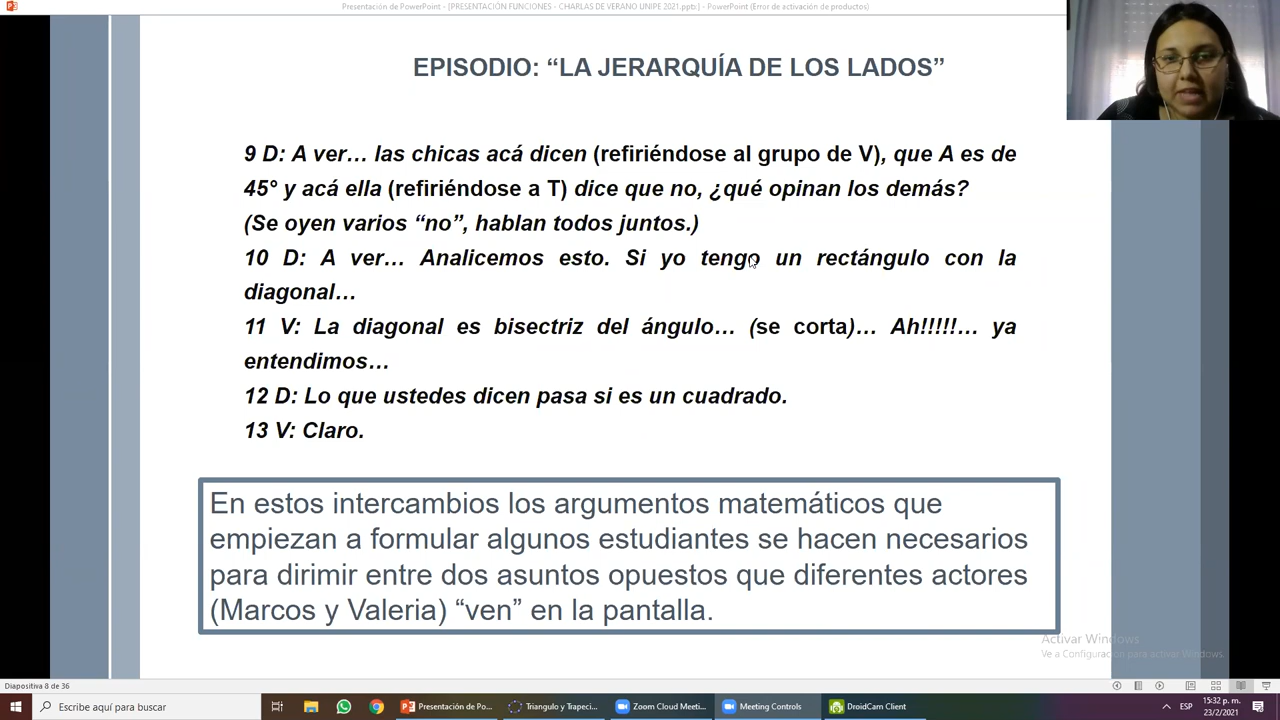 Presentación de PowerPoint - [PRESENTACIÓN FUNCIONES - CHARLAS DE VERANO UNIPE 2021.pptx] - PowerPoint (Error de activación de productos)
EPISODIO: “LA JERARQUÍA DE LOS LADOS”
9 D: A ver… las chicas acá dicen (refiriéndose al grupo de V), que A es de
45° y acá ella (refiriéndose a T) dice que no, ¿qué opinan los demás?
(Se oyen varios “no”, hablan todos juntos.)
10 D: A ver… Analicemos esto. Si yo tengo un rectángulo con la
diagonal…
11 V: La diagonal es bisectriz del ángulo… (se corta)… Ah!!!!!… ya
entendimos…
12 D: Lo que ustedes dicen pasa si es un cuadrado.
13 V: Claro.
En estos intercambios los argumentos matemáticos que
empiezan a formular algunos estudiantes se hacen necesarios
para dirimir entre dos asuntos opuestos que diferentes actores
(Marcos y Valeria) “ven” en la pantalla.
Activar Windows
Ve a Configuración para activar Windows.
Diapositiva 8 de 36
Escribe aquí para buscar
Presentación de Po...
Triangulo y Trapeci...
Zoom Cloud Meeti...
Meeting Controls
DroidCam Client
ESP
15:32 p. m.
23/2/2021